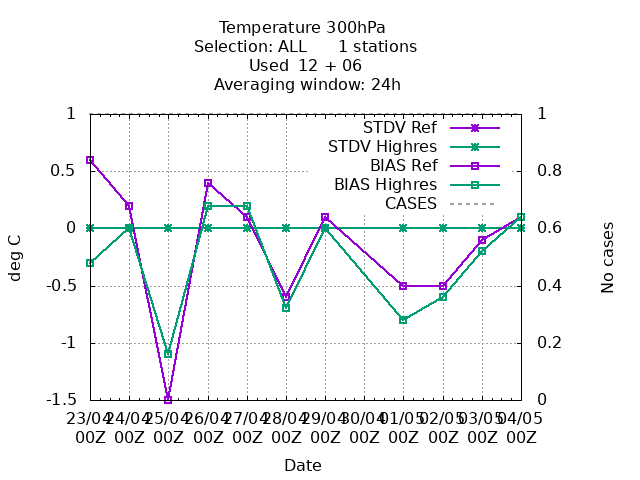 Temperature 300hPa
Selection: ALL 1 stations
Used 12 + 06
Averaging window: 24h
STDV Ref
STDV Highres
BIAS Ref
BIAS Highres
CASES
1
0.5
0
-0.5
-1
-1.5
1
0.8
0.6
0.4
0.2
0
deg C
No cases
23/04 24/04 25/04 26/04 27/04 28/04 29/04 30/04 01/05 02/05 03/05 04/05
00Z 00Z 00Z 00Z 00Z 00Z 00Z 00Z 00Z 00Z 00Z 00Z
Date